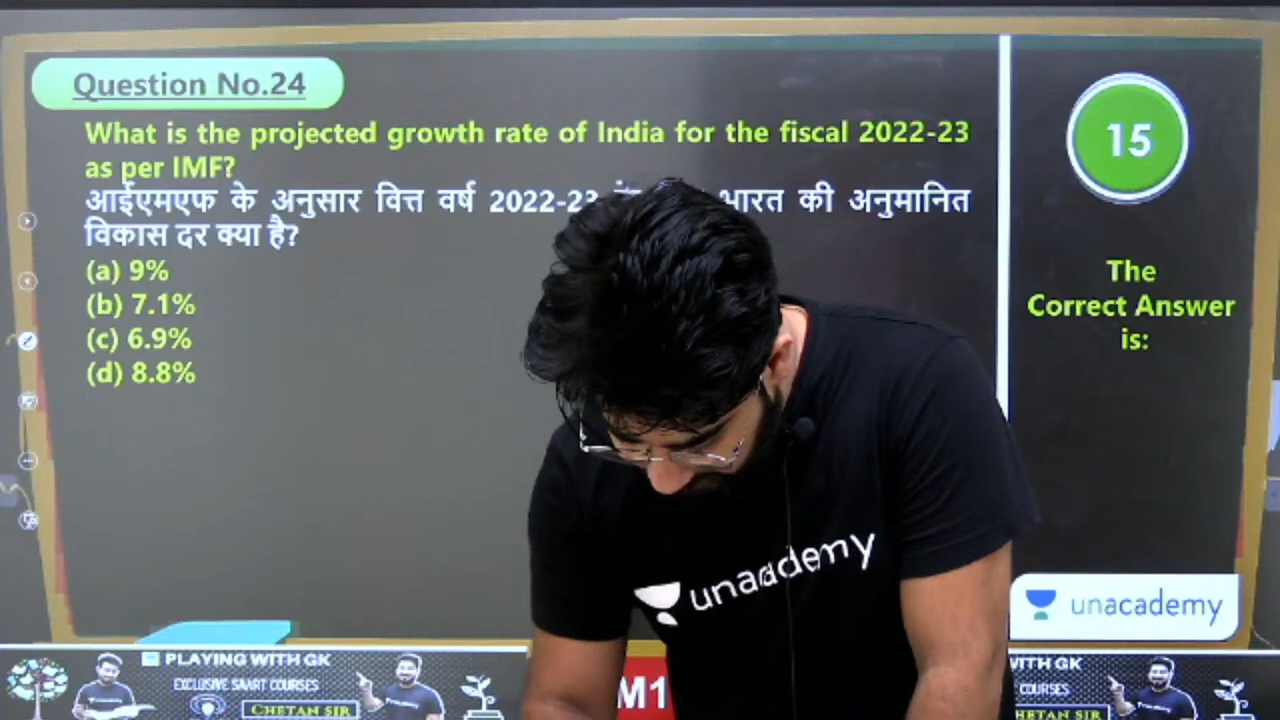 Question No.24
What is the projected growth rate of India for the fiscal 2022-23
as per IMF?
आईएमएफ के अनुसार वित्त वर्ष 2022-23 भारत की अनुमानित
विकास दर क्या है?
(a) 9%
(b) 7.1%
(c) 6.9%
(d) 8.8%
15
The
Correct Answer
is:
unacademy
unacademy
PLAYING WITH GK
EXCLUSIVE SAART COURSES
CHETAN SIR
M1
WITH GK
COURSES
HETAN SIR